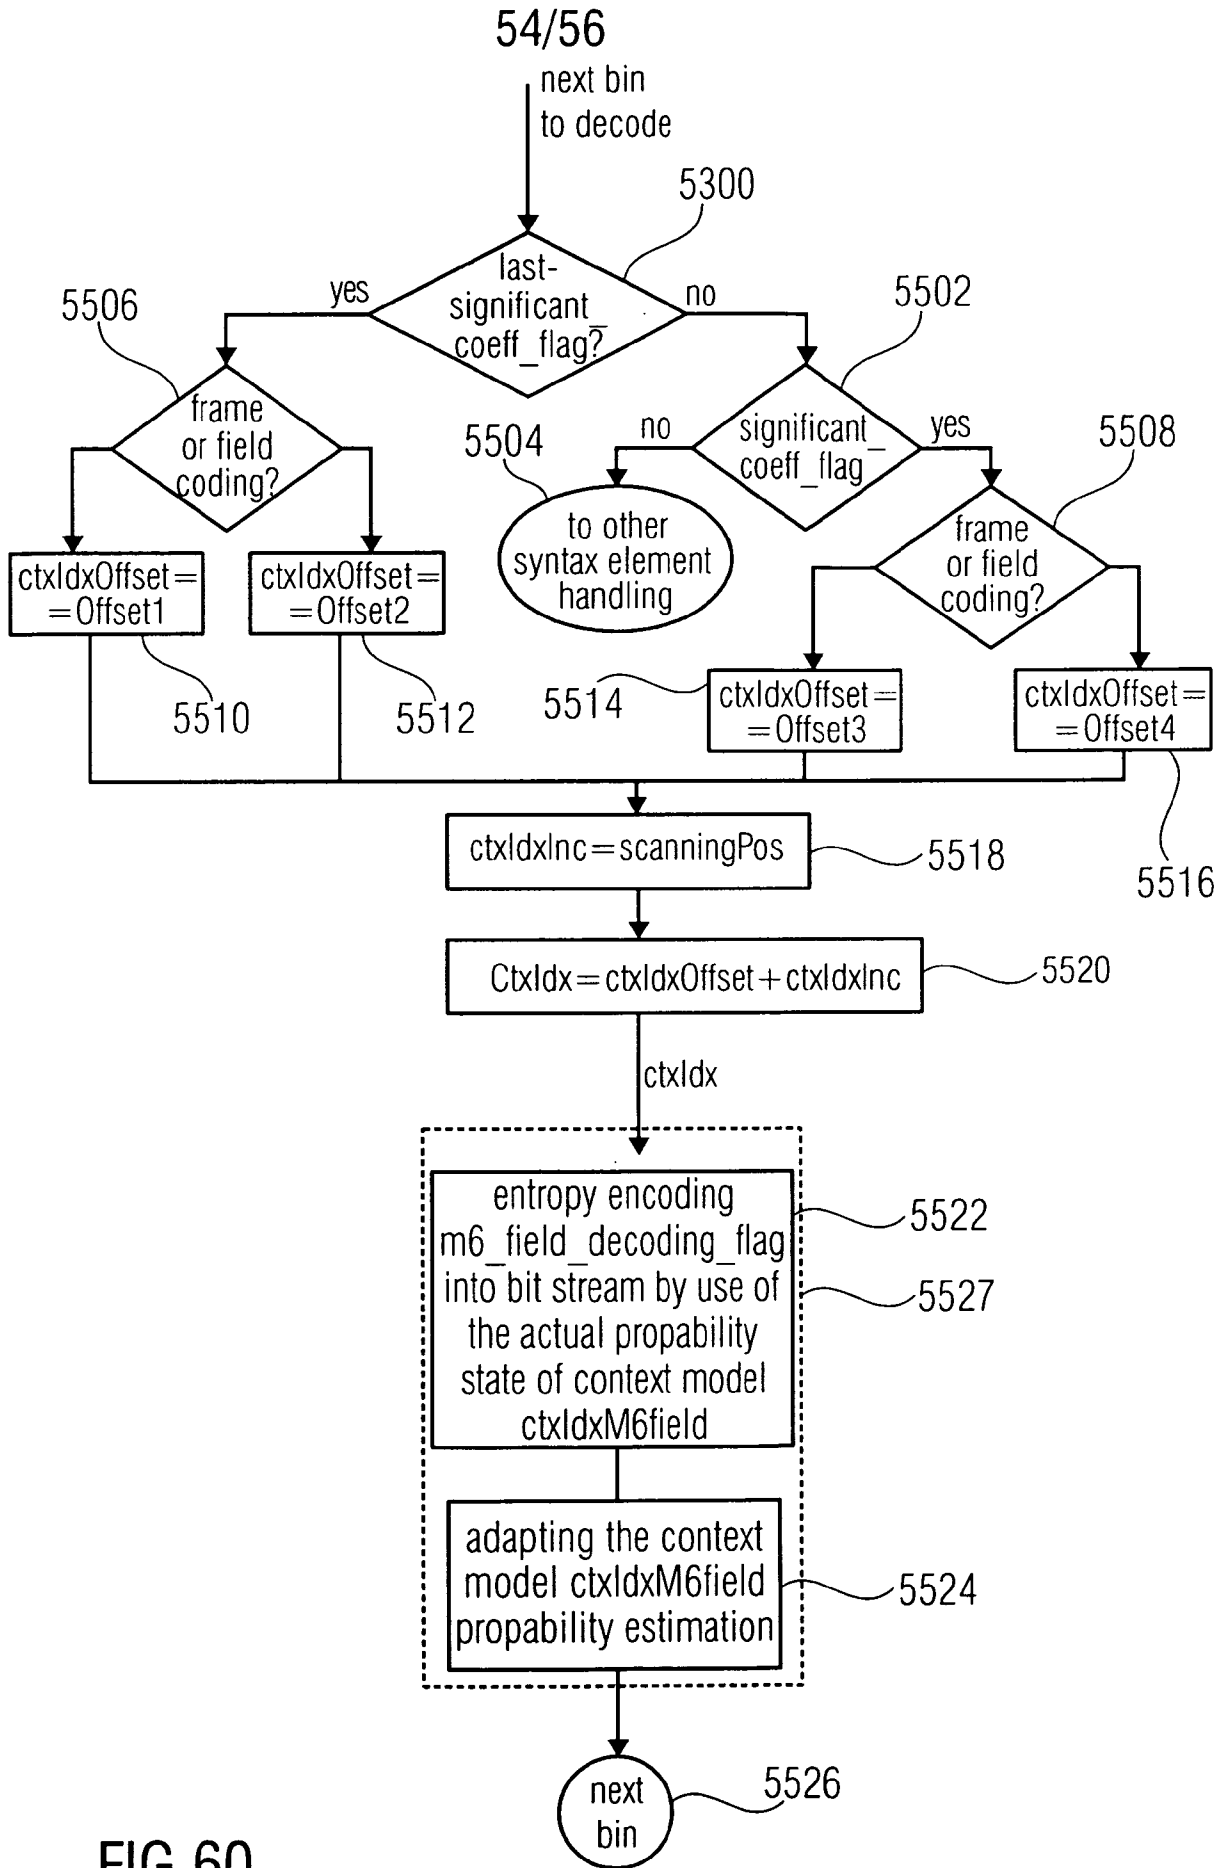 54/56
next bin
to decode
5300
last-
significant_
coeff_flag?
yes
no
5506
5502
frame
or field
coding?
5504
no
significant_
coeff_flag
yes
5508
to other
syntax element
handling
frame
or field
coding?
ctxIdxOffset=
=Offset1
ctxIdxOffset=
=Offset2
5510
5512
5514
ctxIdxOffset=
=Offset3
ctxIdxOffset=
=Offset4
5516
ctxIdxInc=scanningPos
5518
CtxIdx=ctxIdxOffset+ctxIdxInc
5520
ctxIdx
entropy encoding
m6_field_decoding_flag
into bit stream by use of
the actual propability
state of context model
ctxIdxM6field
5522
5527
adapting the context
model ctxIdxM6field
propability estimation
5524
next
bin
5526
FIG 60